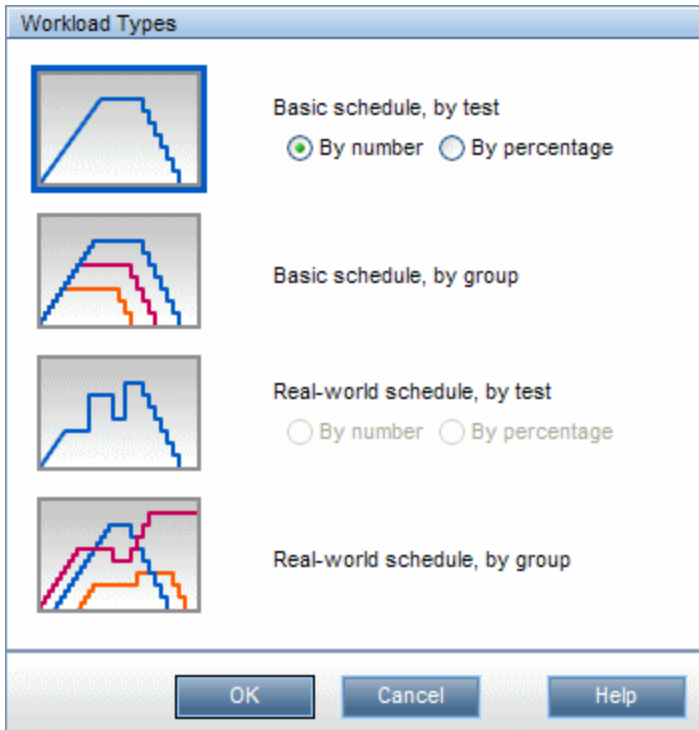 Workload Types
Basic schedule, by test
By number By percentage
Basic schedule, by group
Real-world schedule, by test
By number By percentage
Real-world schedule, by group
OK Cancel Help